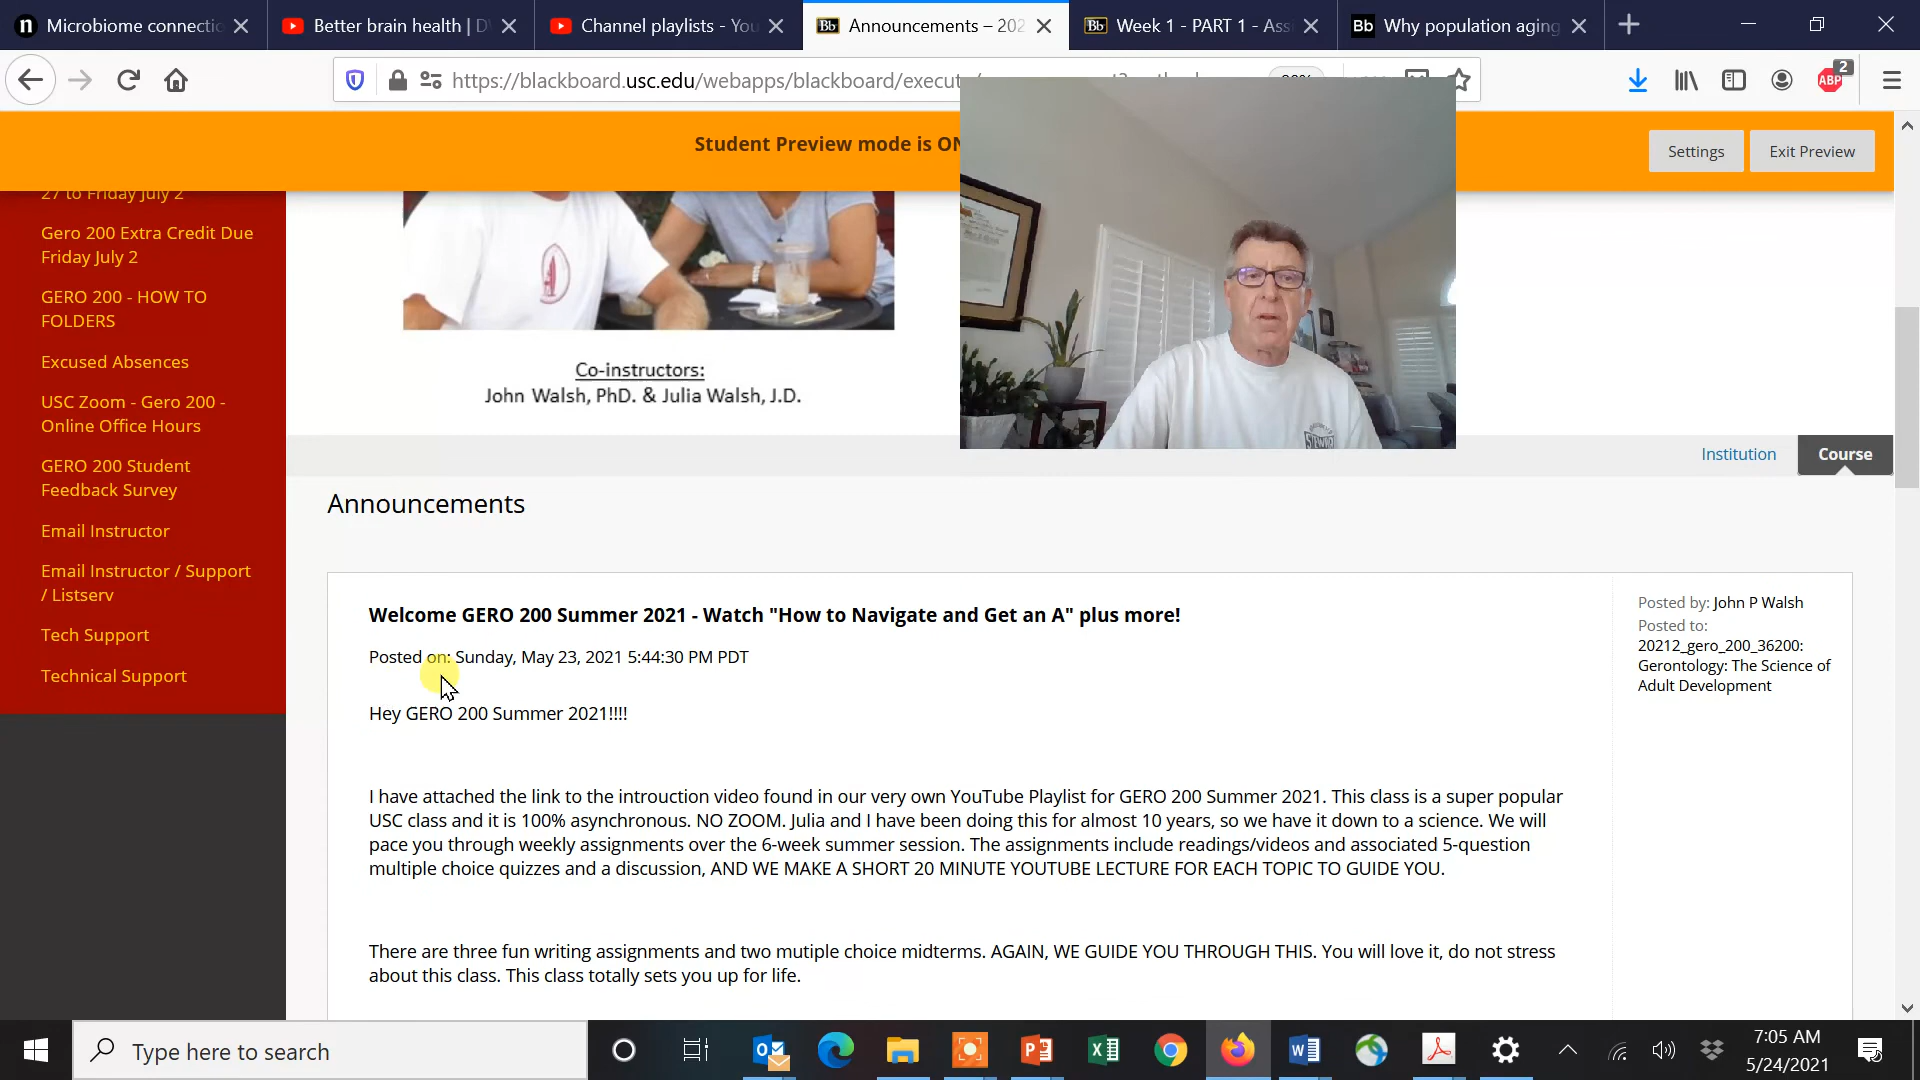 n Microbiome connectio
Better brain health | D
Channel playlists - You
Bb Announcements – 202
Bb Week 1 - PART 1 - Ass
Bb Why population aging
https://blackboard.usc.edu/webapps/blackboard/execut
ABP 2
Student Preview mode is ON
Settings
Exit Preview
27 to Friday July 2
Gero 200 Extra Credit Due
Friday July 2
GERO 200 - HOW TO
FOLDERS
Excused Absences
USC Zoom - Gero 200 -
Online Office Hours
GERO 200 Student
Feedback Survey
Email Instructor
Email Instructor / Support
/ Listserv
Tech Support
Technical Support
Co-instructors:
John Walsh, PhD. & Julia Walsh, J.D.
Institution
Course
Announcements
Welcome GERO 200 Summer 2021 - Watch "How to Navigate and Get an A" plus more!
Posted on: Sunday, May 23, 2021 5:44:30 PM PDT
Hey GERO 200 Summer 2021!!!!
I have attached the link to the introuction video found in our very own YouTube Playlist for GERO 200 Summer 2021. This class is a super popular
USC class and it is 100% asynchronous. NO ZOOM. Julia and I have been doing this for almost 10 years, so we have it down to a science. We will
pace you through weekly assignments over the 6-week summer session. The assignments include readings/videos and associated 5-question
multiple choice quizzes and a discussion, AND WE MAKE A SHORT 20 MINUTE YOUTUBE LECTURE FOR EACH TOPIC TO GUIDE YOU.
There are three fun writing assignments and two mutiple choice midterms. AGAIN, WE GUIDE YOU THROUGH THIS. You will love it, do not stress
about this class. This class totally sets you up for life.
Posted by: John P Walsh
Posted to:
20212_gero_200_36200:
Gerontology: The Science of
Adult Development
Type here to search
7:05 AM
5/24/2021